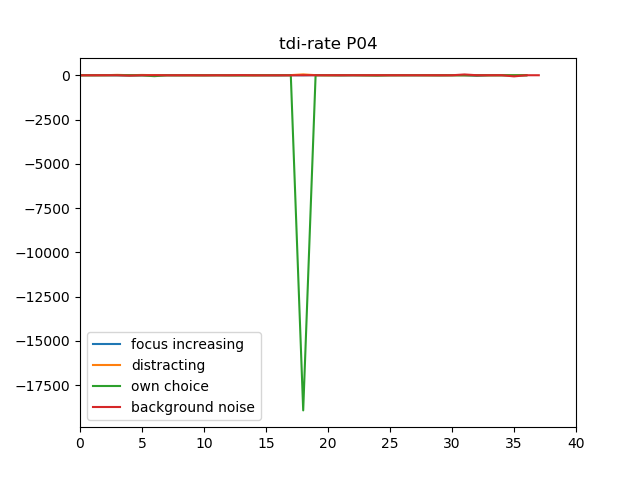 tdi-rate P04
0
−2500
−5000
−7500
−10000
−12500
−15000
−17500
focus increasing
distracting
own choice
background noise
0 5 10 15 20 25 30 35 40